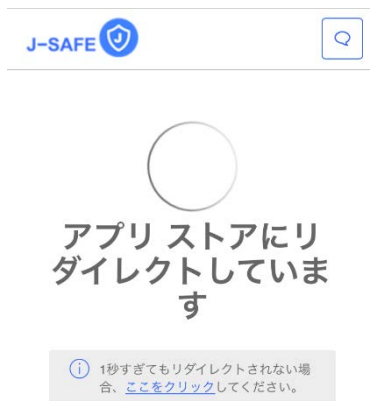 J-SAFE J
アプリ ストアにリ
ダイレクトしていま
す
1秒すぎてもリダイレクトされない場
合、ここをクリックしてください。